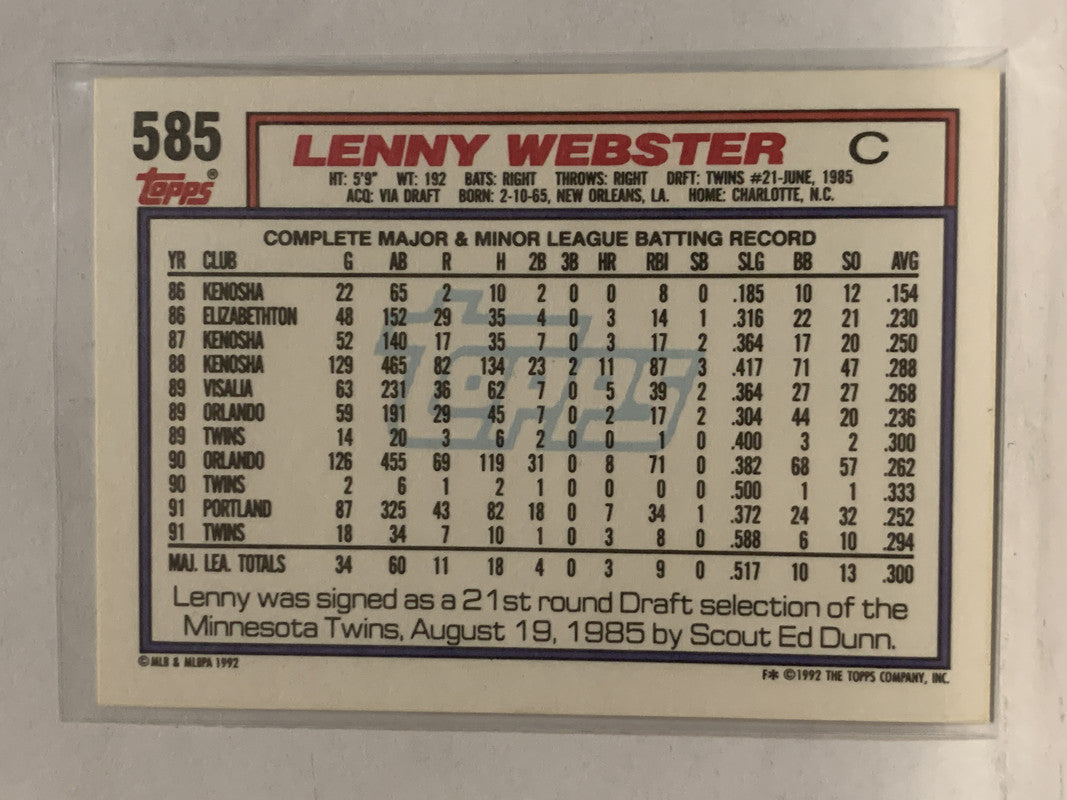 585
Topps®
LENNY WEBSTER C
HT: 5'9" WT: 192 BATS: RIGHT THROWS: RIGHT DRFT: TWINS #21-JUNE, 1985
ACQ: VIA DRAFT BORN: 2-10-65, NEW ORLEANS, LA. HOME: CHARLOTTE, N.C.
COMPLETE MAJOR & MINOR LEAGUE BATTING RECORD
YR CLUB G AB R H 2B 3B HR RBI SB SLG BB SO AVG
86 KENOSHA 22 65 2 10 2 0 0 8 0 .185 10 12 .154
86 ELIZABETHTON 48 152 29 35 4 0 3 14 1 .316 22 21 .230
87 KENOSHA 52 140 17 35 7 0 3 17 2 .364 17 20 .250
88 KENOSHA 129 465 82 134 23 2 11 87 3 .417 71 47 .288
89 VISALIA 63 231 36 62 7 0 5 39 2 .364 27 27 .268
89 ORLANDO 59 191 29 45 7 0 2 17 2 .304 44 20 .236
89 TWINS 14 20 3 6 2 0 0 1 0 .400 3 2 .300
90 ORLANDO 126 455 69 119 31 0 8 71 0 .382 68 57 .262
90 TWINS 2 6 1 2 1 0 0 0 0 .500 1 1 .333
91 PORTLAND 87 325 43 82 18 0 7 34 1 .372 24 32 .252
91 TWINS 18 34 7 10 1 0 3 8 0 .588 6 10 .294
MAJ. LEA. TOTALS 34 60 11 18 4 0 3 9 0 .517 10 13 .300
Topps
Lenny was signed as a 21st round Draft selection of the
Minnesota Twins, August 19, 1985 by Scout Ed Dunn.
© MLB & MLBPA 1992
F* © 1992 THE TOPPS COMPANY, INC.